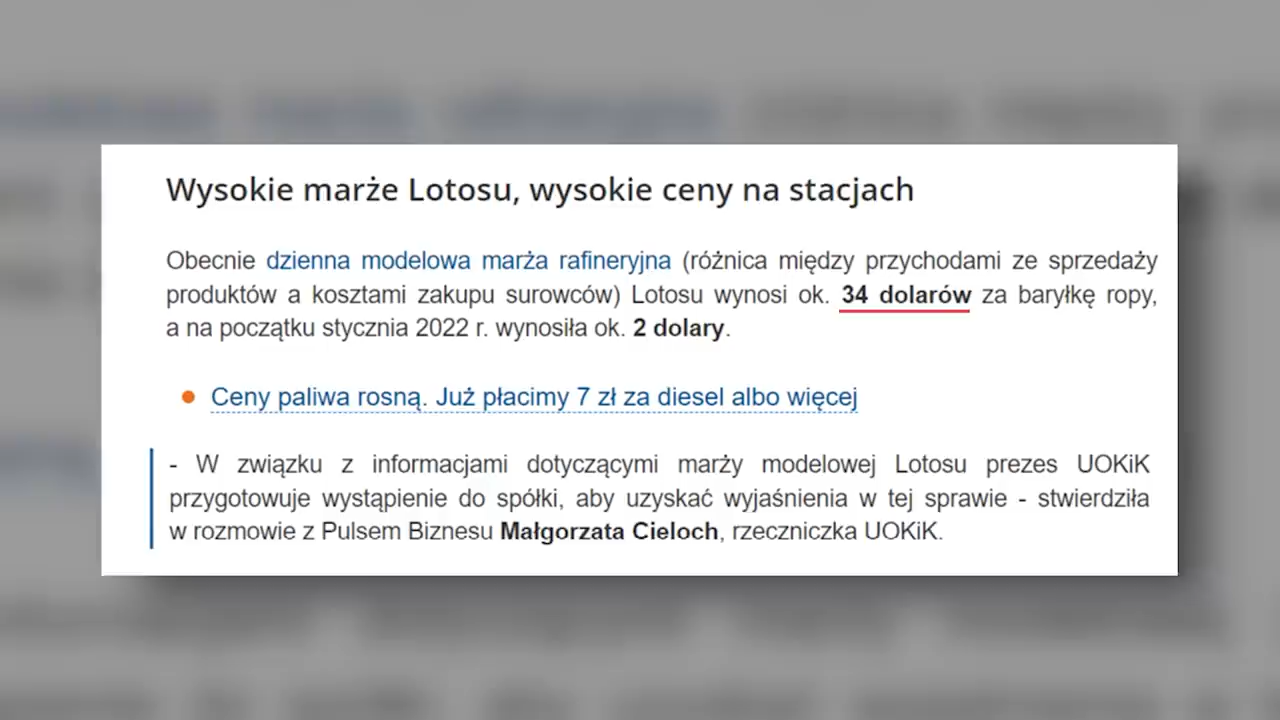 Wysokie marże Lotosu, wysokie ceny na stacjach
Obecnie dzienna modelowa marża rafineryjna (różnica między przychodami ze sprzedaży
produktów a kosztami zakupu surowców) Lotosu wynosi ok. 34 dolarów za baryłkę ropy,
a na początku stycznia 2022 r. wynosiła ok. 2 dolary.
Ceny paliwa rosną. Już płacimy 7 zł za diesel albo więcej
- W związku z informacjami dotyczącymi marży modelowej Lotosu prezes UOKiK
przygotowuje wystąpienie do spółki, aby uzyskać wyjaśnienia w tej sprawie - stwierdziła
w rozmowie z Pulsem Biznesu Małgorzata Cieloch, rzeczniczka UOKiK.